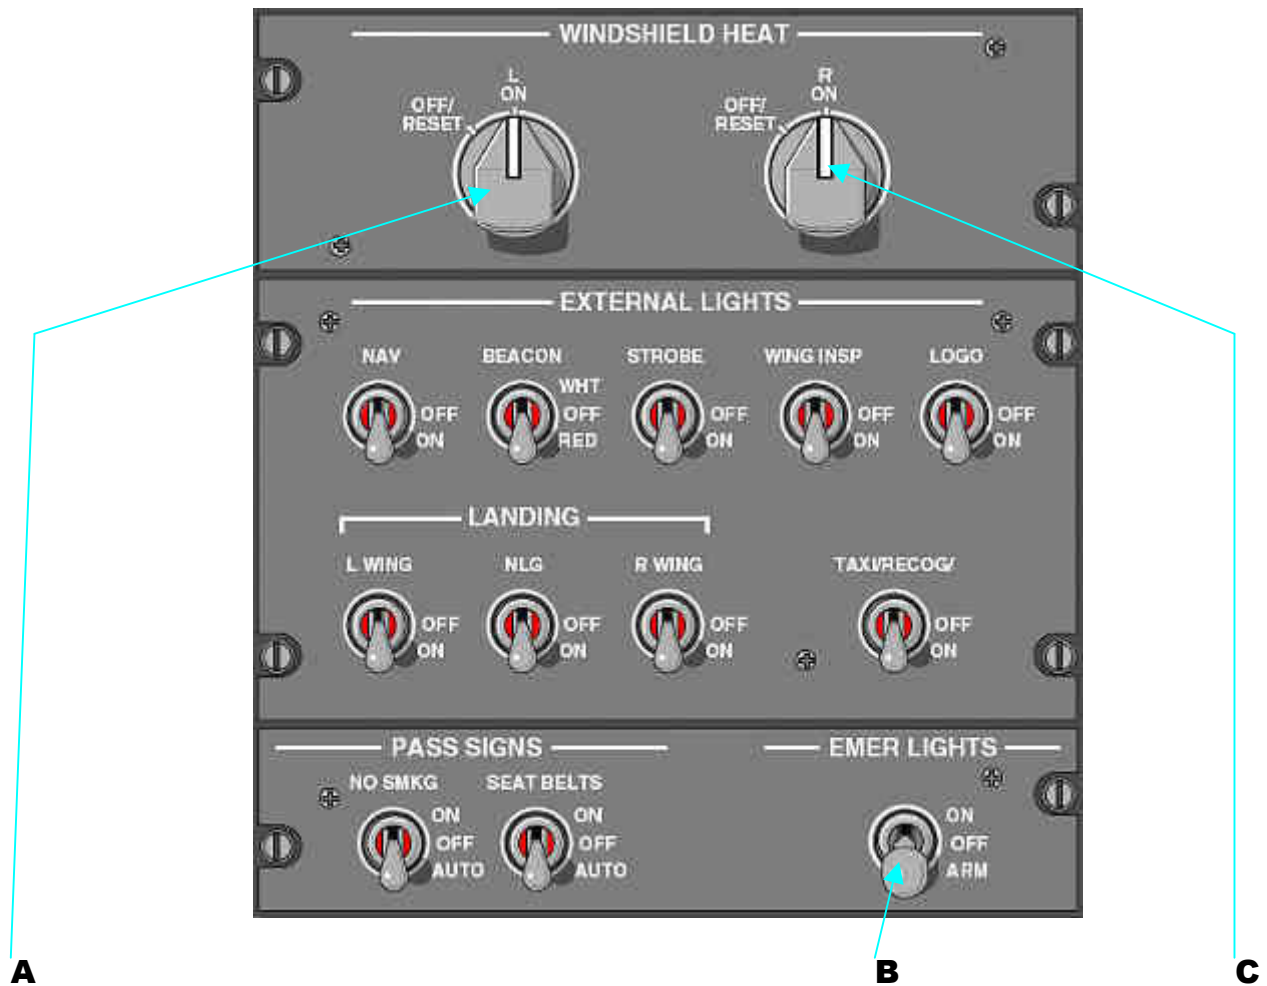 WINDSHIELD HEAT
L
ON
OFF/
RESET
R
ON
OFF/
RESET
EXTERNAL LIGHTS
NAV
OFF
ON
BEACON
WHT
OFF
RED
STROBE
OFF
ON
WING INSP
OFF
ON
LOGO
OFF
ON
LANDING
L WING
OFF
ON
NLG
OFF
ON
R WING
OFF
ON
TAXI/RECOG/
OFF
ON
PASS SIGNS
NO SMKG
ON
OFF
AUTO
SEAT BELTS
ON
OFF
AUTO
EMER LIGHTS
ON
OFF
ARM
A
B
C